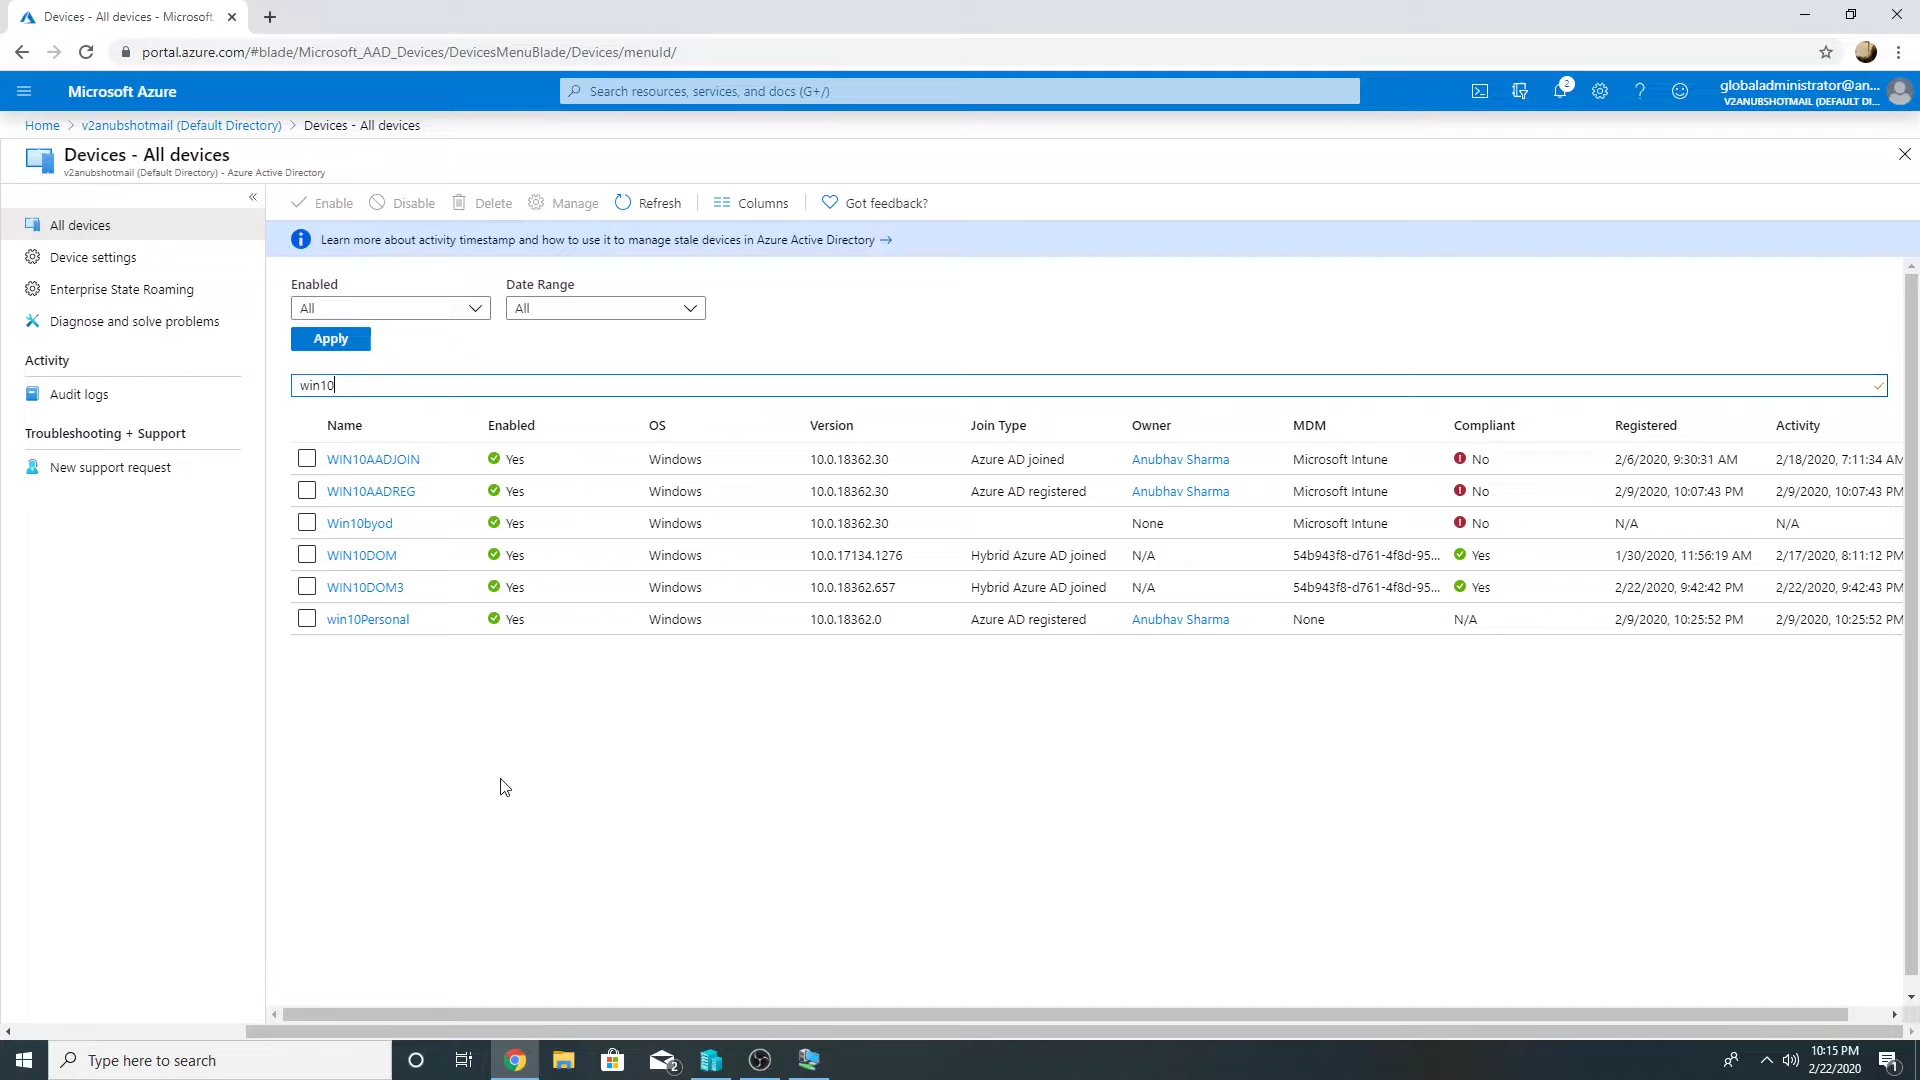 Devices - All devices - Microsoft
portal.azure.com/#blade/Microsoft_AAD_Devices/DevicesMenuBlade/Devices/menuId/
Microsoft Azure
Search resources, services, and docs (G+/)
2
globaladministrator@an...
V2ANUBSHOTMAIL (DEFAULT DI...
Home > v2anubshotmail (Default Directory) > Devices - All devices
Devices - All devices
v2anubshotmail (Default Directory) - Azure Active Directory
All devices
Device settings
Enterprise State Roaming
Diagnose and solve problems
Activity
Audit logs
Troubleshooting + Support
New support request
Enable Disable Delete Manage Refresh Columns Got feedback?
Learn more about activity timestamp and how to use it to manage stale devices in Azure Active Directory →
Enabled Date Range
All All
Apply
win10
Name Enabled OS Version Join Type Owner MDM Compliant Registered Activity
WIN10AADJOIN Yes Windows 10.0.18362.30 Azure AD joined Anubhav Sharma Microsoft Intune No 2/6/2020, 9:30:31 AM 2/18/2020, 7:11:34 AM
WIN10AADREG Yes Windows 10.0.18362.30 Azure AD registered Anubhav Sharma Microsoft Intune No 2/9/2020, 10:07:43 PM 2/9/2020, 10:07:43 PM
Win10byod Yes Windows 10.0.18362.30 None Microsoft Intune No N/A N/A
WIN10DOM Yes Windows 10.0.17134.1276 Hybrid Azure AD joined N/A 54b943f8-d761-4f8d-95... Yes 1/30/2020, 11:56:19 AM 2/17/2020, 8:11:12 PM
WIN10DOM3 Yes Windows 10.0.18362.657 Hybrid Azure AD joined N/A 54b943f8-d761-4f8d-95... Yes 2/22/2020, 9:42:42 PM 2/22/2020, 9:42:43 PM
win10Personal Yes Windows 10.0.18362.0 Azure AD registered Anubhav Sharma None N/A 2/9/2020, 10:25:52 PM 2/9/2020, 10:25:52 PM
Type here to search
2
10:15 PM
2/22/2020
1